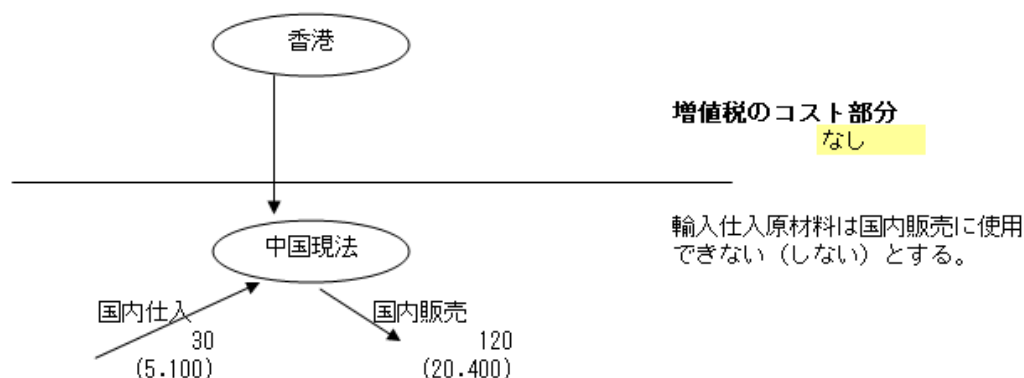 香港
増値税のコスト部分
なし
中国現法
輸入仕入原材料は国内販売に使用
できない（しない）とする。
国内仕入
30
(5.100)
国内販売
120
(20.400)